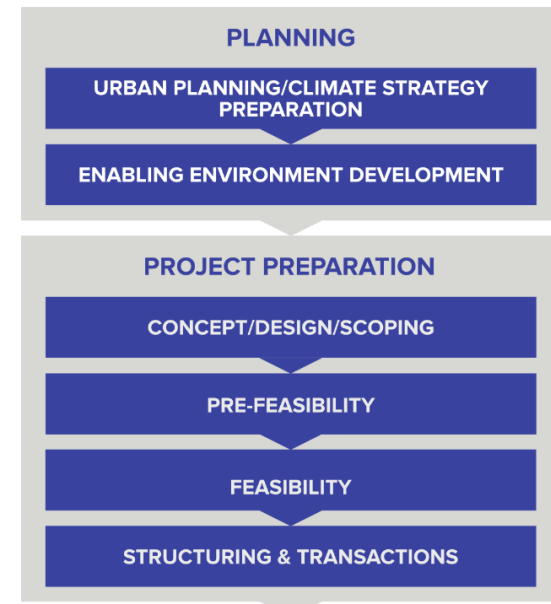 PLANNING
URBAN PLANNING/CLIMATE STRATEGY
PREPARATION
ENABLING ENVIRONMENT DEVELOPMENT
PROJECT PREPARATION
CONCEPT/DESIGN/SCOPING
PRE-FEASIBILITY
FEASIBILITY
STRUCTURING & TRANSACTIONS